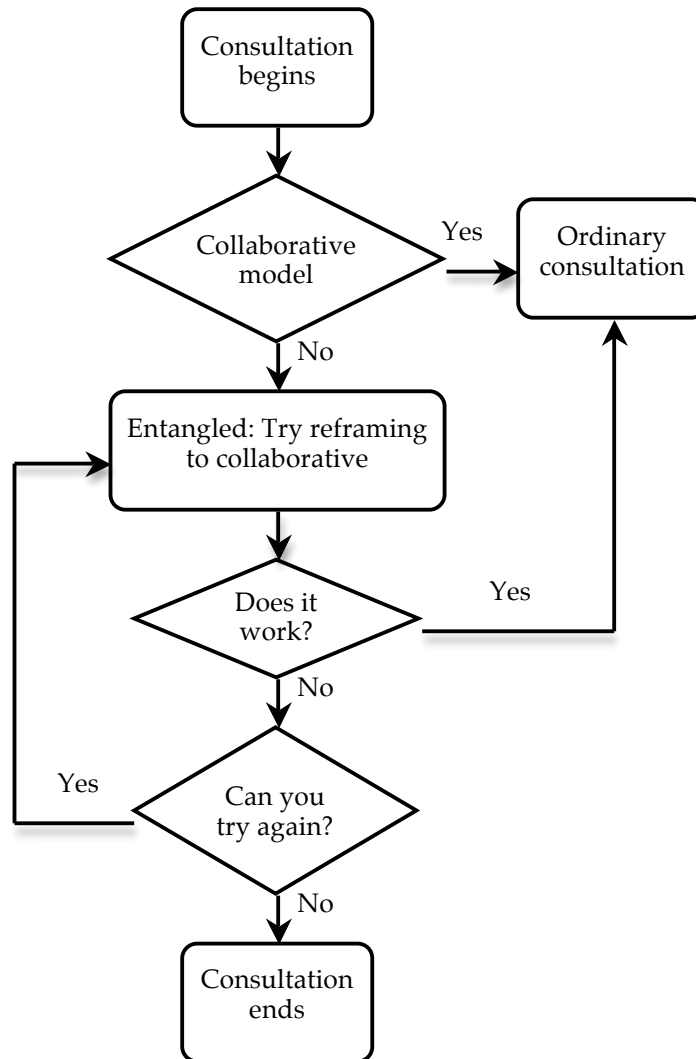 Consultation
begins
Collaborative
model
Yes
Ordinary
consultation
No
Entangled: Try reframing
to collaborative
Does it
work?
Yes
No
Can you
try again?
Yes
No
Consultation
ends